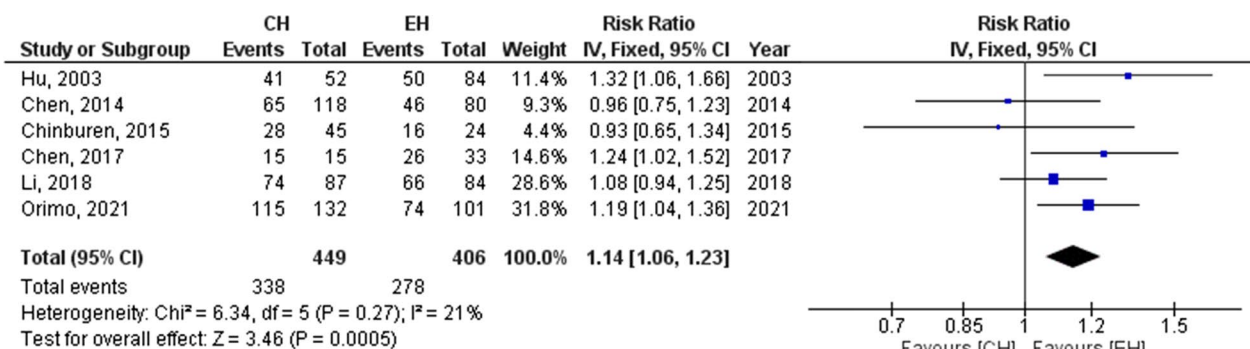 CH EH Risk Ratio Risk Ratio
Study or Subgroup Events Total Events Total Weight IV, Fixed, 95% CI Year IV, Fixed, 95% CI
Hu, 2003 41 52 50 84 11.4% 1.32 [1.06, 1.66] 2003
Chen, 2014 65 118 46 80 9.3% 0.96 [0.75, 1.23] 2014
Chinburen, 2015 28 45 16 24 4.4% 0.93 [0.65, 1.34] 2015
Chen, 2017 15 15 26 33 14.6% 1.24 [1.02, 1.52] 2017
Li, 2018 74 87 66 84 28.6% 1.08 [0.94, 1.25] 2018
Orimo, 2021 115 132 74 101 31.8% 1.19 [1.04, 1.36] 2021
Total (95% CI) 449 406 100.0% 1.14 [1.06, 1.23]
Total events 338 278
Heterogeneity: Chi² = 6.34, df = 5 (P = 0.27); I² = 21%
Test for overall effect: Z = 3.46 (P = 0.0005)
0.7 0.85 1 1.2 1.5
Favours [CH] Favours [EH]